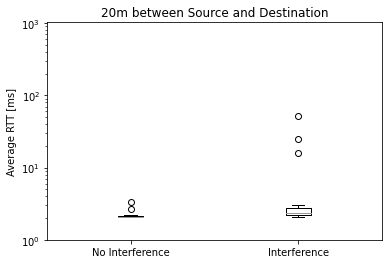 20m between Source and Destination
Average RTT [ms]
10³
10²
10¹
10⁰
No Interference Interference